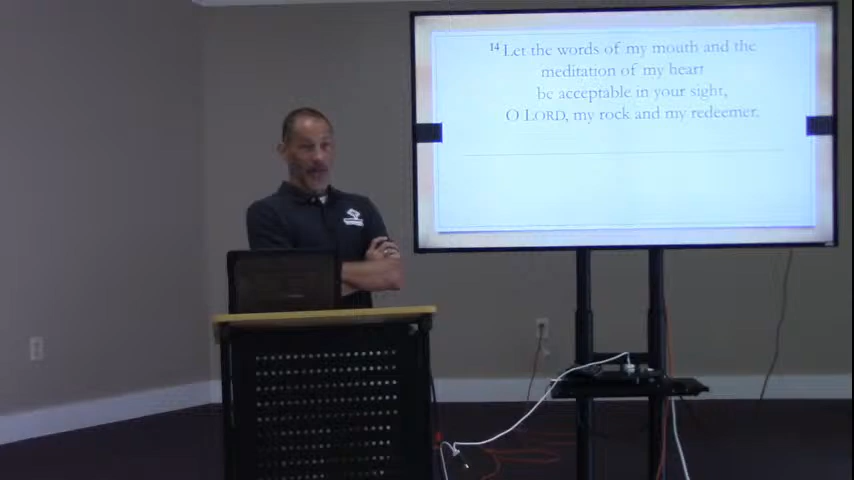 14 Let the words of my mouth and the
meditation of my heart
be acceptable in your sight,
O LORD, my rock and my redeemer.